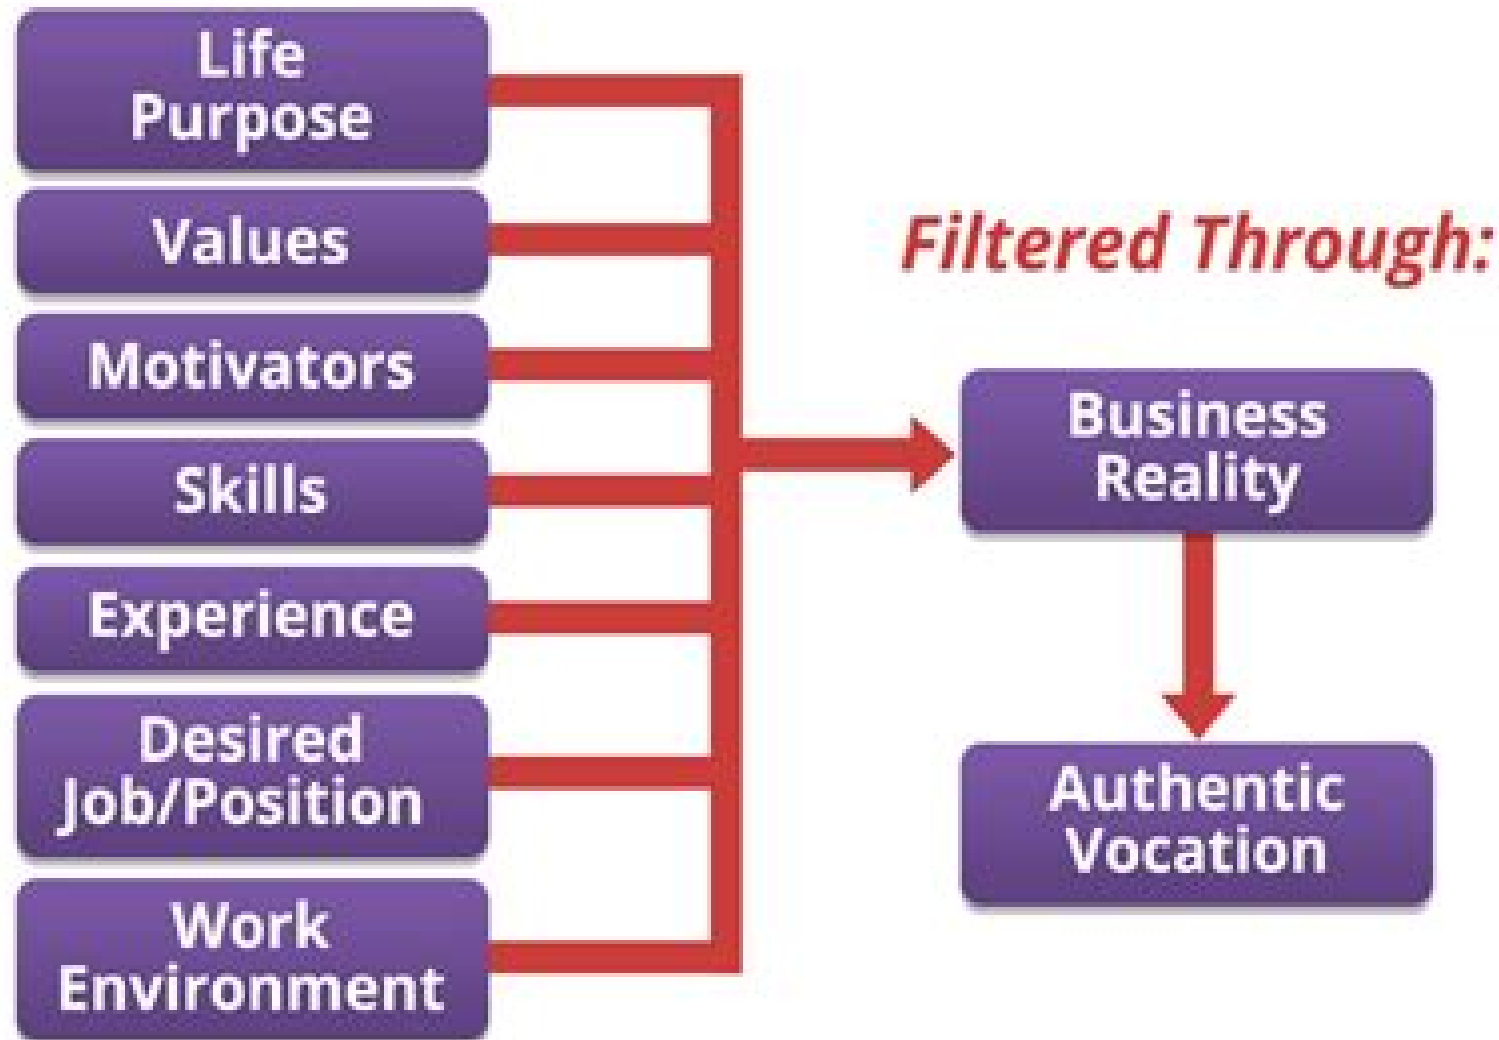 Life
Purpose
Values
Motivators
Skills
Experience
Desired
Job/Position
Work
Environment
Filtered Through:
Business
Reality
Authentic
Vocation